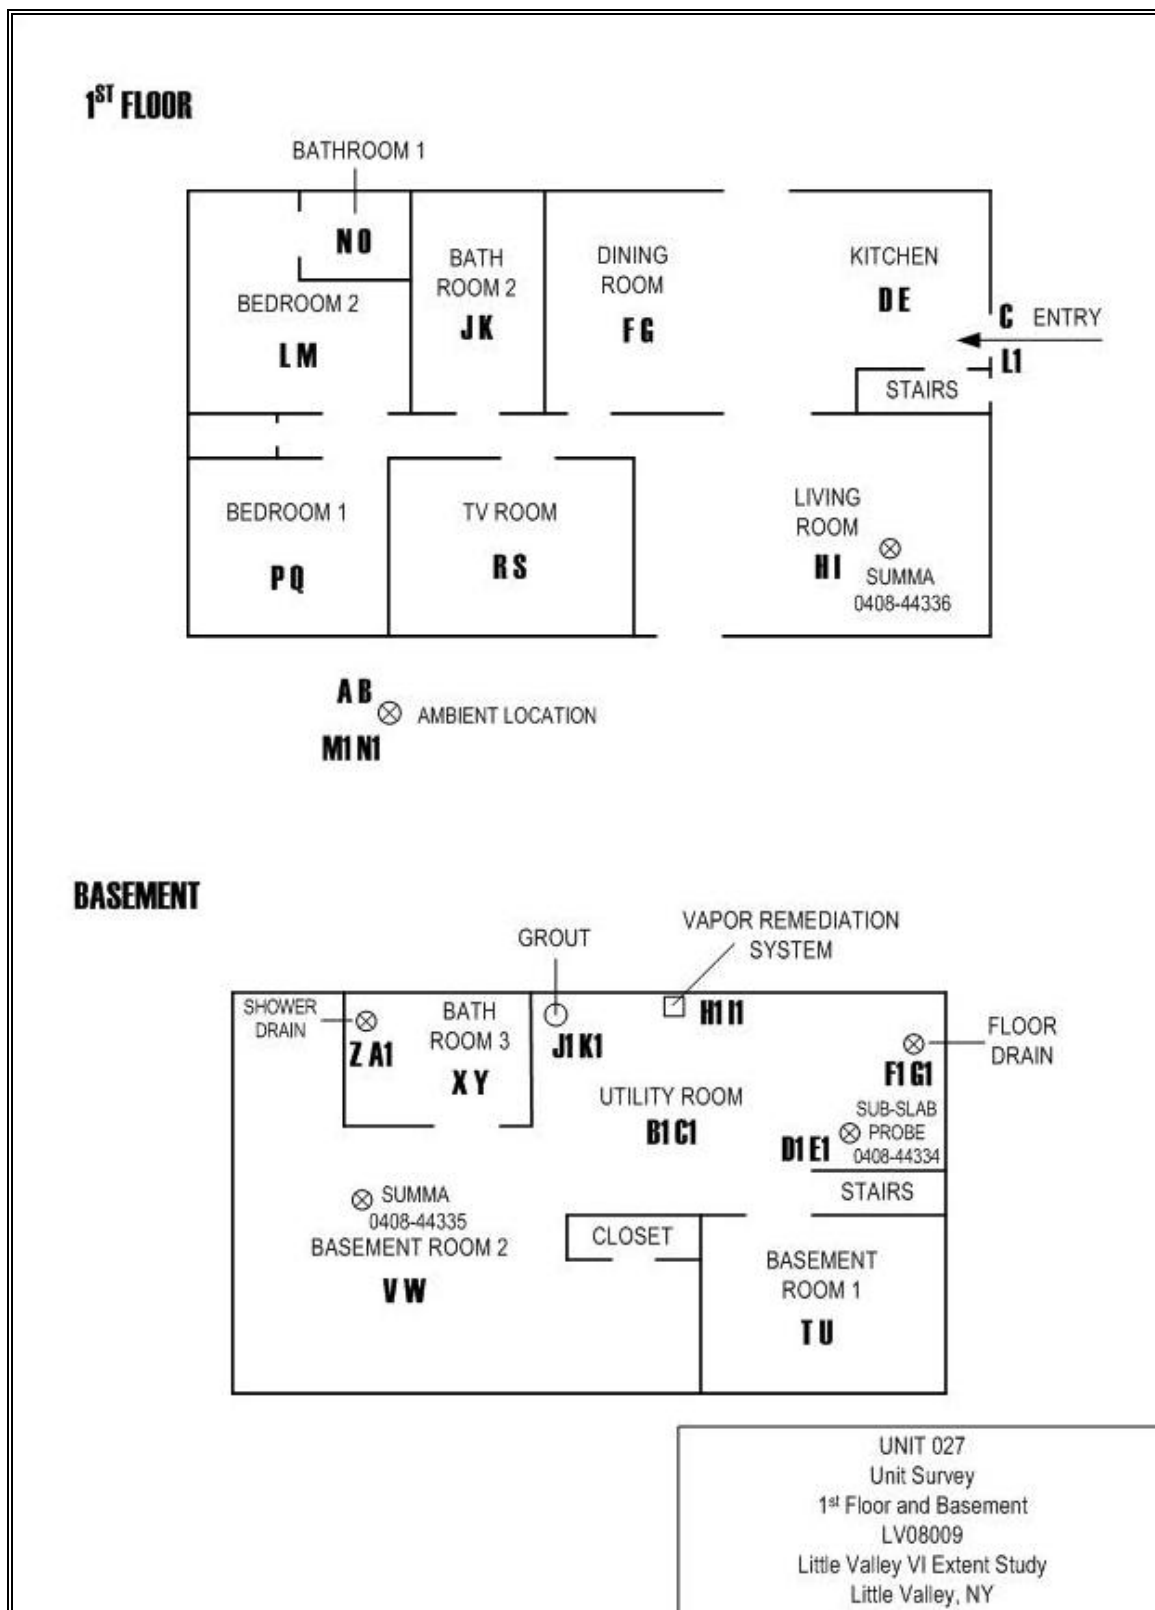 1ST FLOOR
BATHROOM 1
N O
BATH
ROOM 2
J K
DINING
ROOM
F G
KITCHEN
D E
BEDROOM 2
L M
C ENTRY
L1
STAIRS
BEDROOM 1
P Q
TV ROOM
R S
LIVING
ROOM
H I
SUMMA
0408-44336
A B
AMBIENT LOCATION
M1 N1
BASEMENT
GROUT
VAPOR REMEDIATION
SYSTEM
SHOWER
DRAIN
Z A1
BATH
ROOM 3
X Y
J1 K1
H1 I1
FLOOR
DRAIN
F1 G1
UTILITY ROOM
B1 C1
SUB-SLAB
PROBE
0408-44334
D1 E1
STAIRS
SUMMA
0408-44335
BASEMENT ROOM 2
V W
CLOSET
BASEMENT
ROOM 1
T U
UNIT 027
Unit Survey
1st Floor and Basement
LV08009
Little Valley VI Extent Study
Little Valley, NY